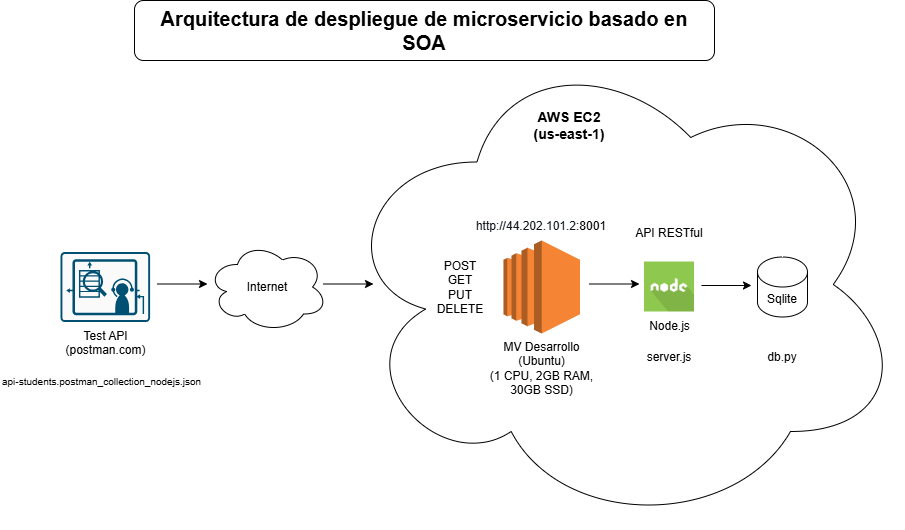 Arquitectura de despliegue de microservicio basado en
SOA
AWS EC2
(us-east-1)
http://44.202.101.2:8001
API RESTful
POST
GET
PUT
DELETE
node
Sqlite
Internet
Node.js
Test API
(postman.com)
MV Desarrollo
(Ubuntu)
(1 CPU, 2GB RAM,
30GB SSD)
server.js
db.py
api-students.postman_collection_nodejs.json